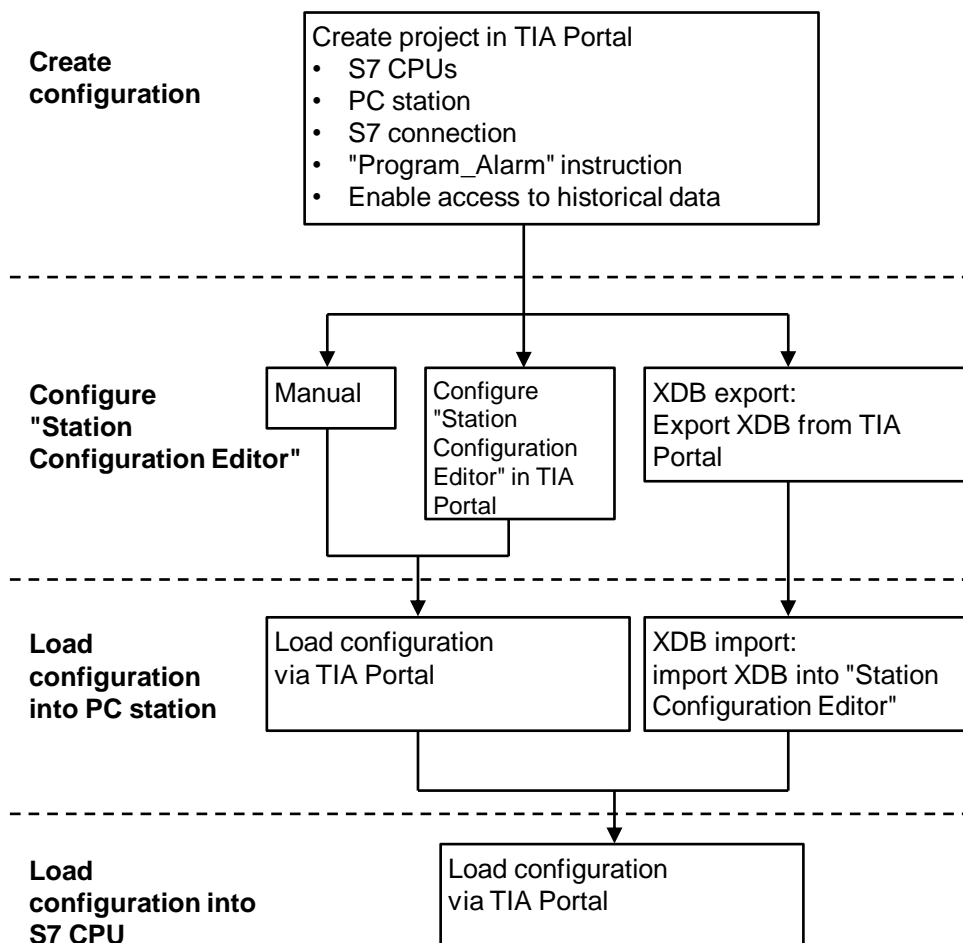 Create
configuration
Create project in TIA Portal
• S7 CPUs
• PC station
• S7 connection
• "Program_Alarm" instruction
• Enable access to historical data
Configure
"Station
Configuration Editor"
Manual
Configure
"Station
Configuration
Editor" in TIA
Portal
XDB export:
Export XDB from TIA
Portal
Load
configuration
into PC station
Load configuration
via TIA Portal
XDB import:
import XDB into "Station
Configuration Editor"
Load
configuration into
S7 CPU
Load configuration
via TIA Portal